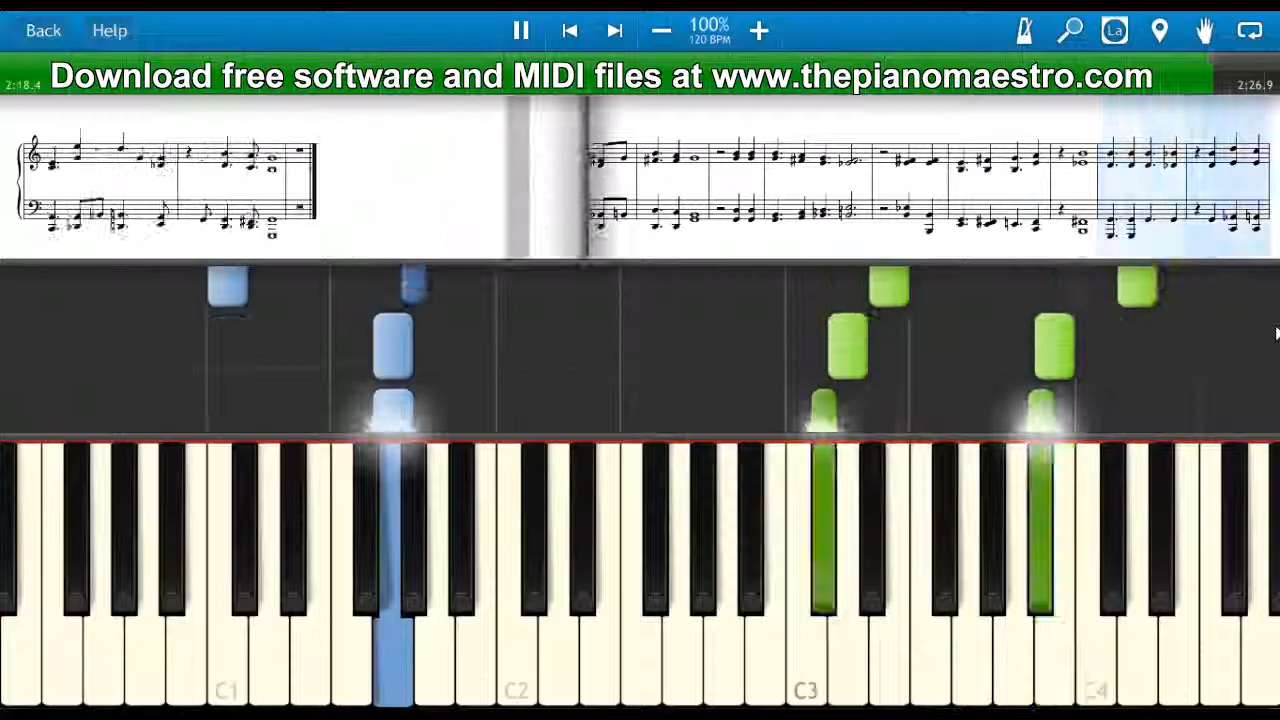 Back Help 100% 120 BPM La
Download free software and MIDI files at www.thepianomaestro.com
2:18.4 2:26.9
C1 C2 C3 C4